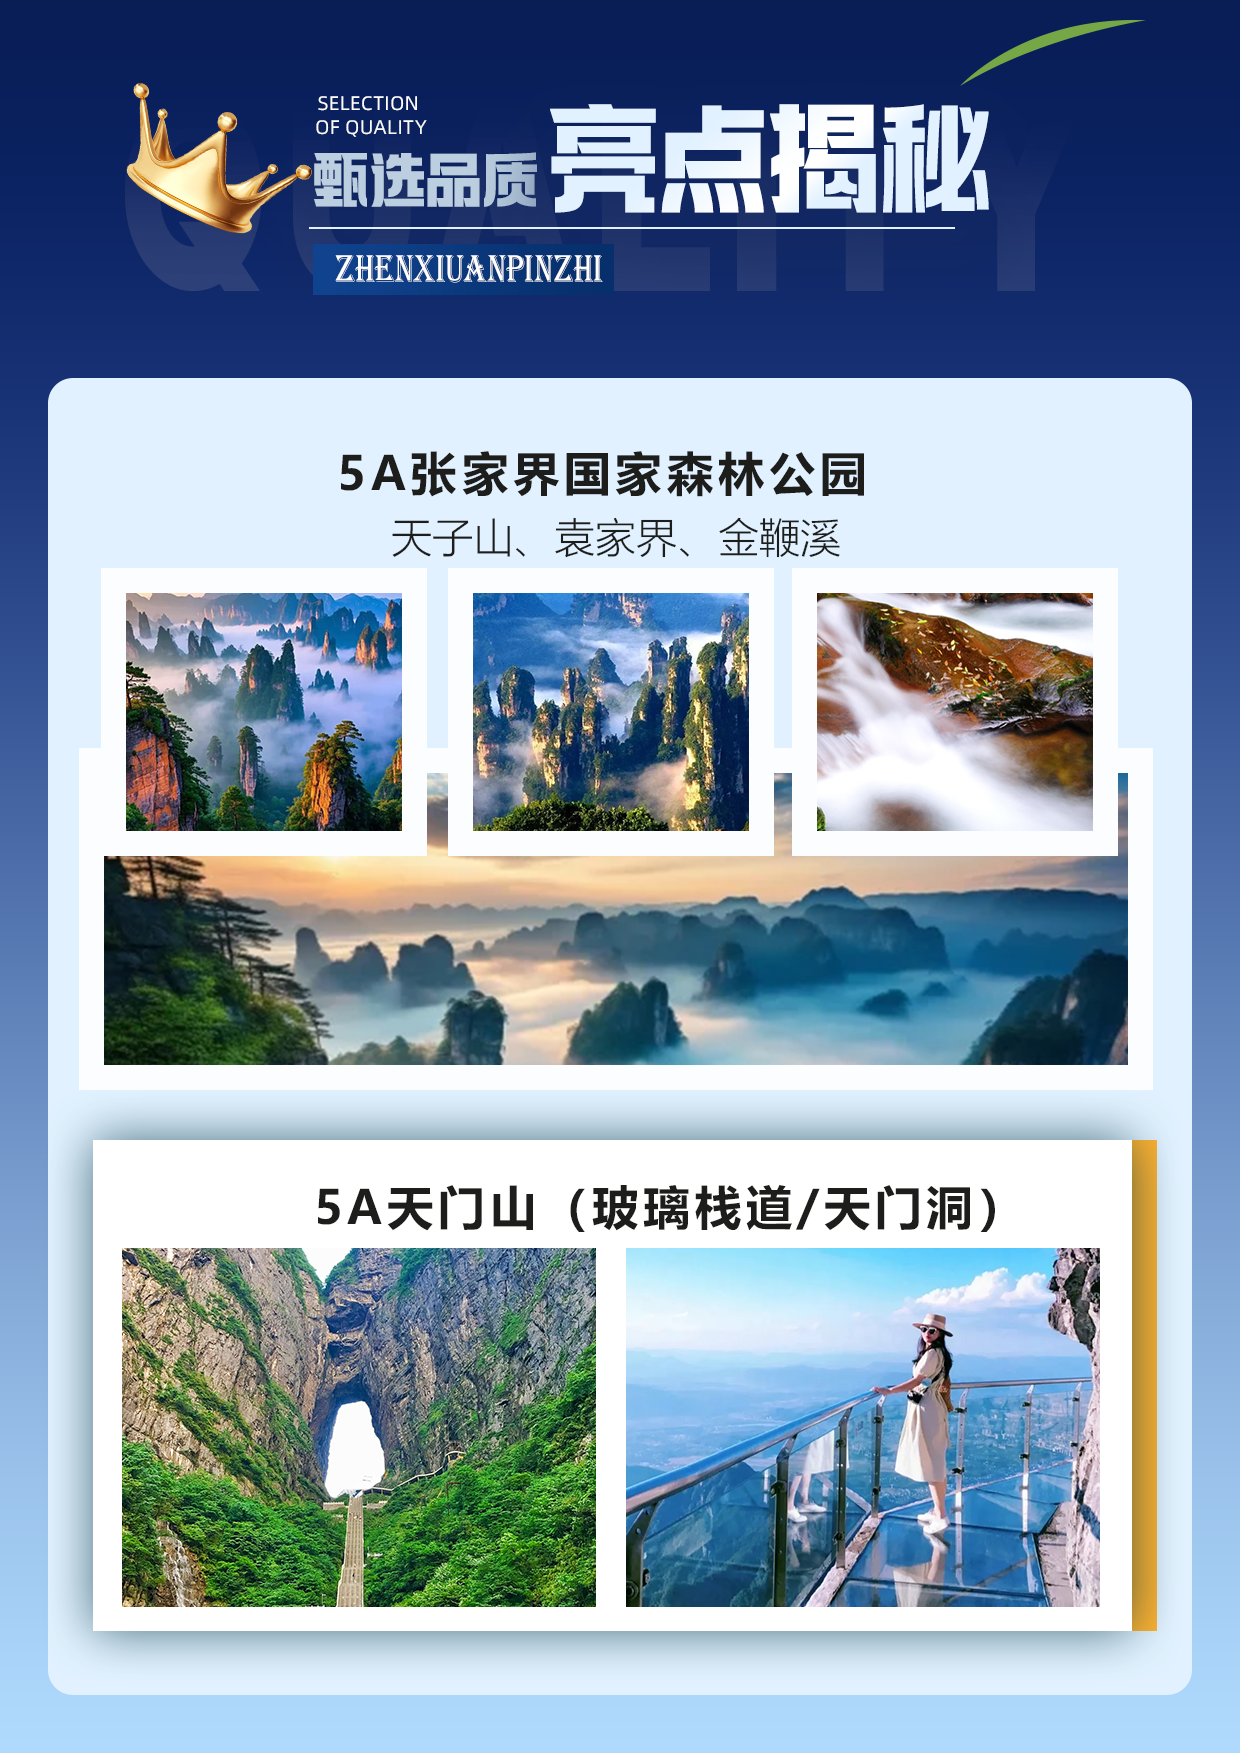 SELECTION
OF QUALITY
甄选品质 亮点揭秘
QUALITY
ZHENXIUANPINZHI
5A张家界国家森林公园
天子山、袁家界、金鞭溪
5A天门山（玻璃栈道/天门洞）